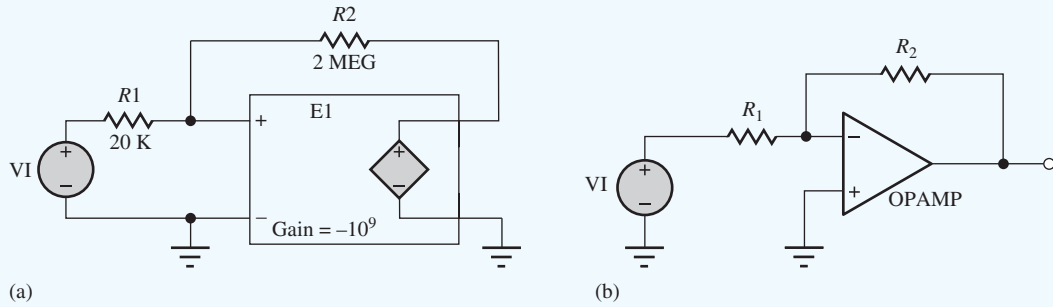 R2
2 MEG
E1
R1
20 K
+
+
VI
+
−
−
−
Gain = –10⁹
(a)
R₂
R₁
VI
+
−
−
+
OPAMP
(b)